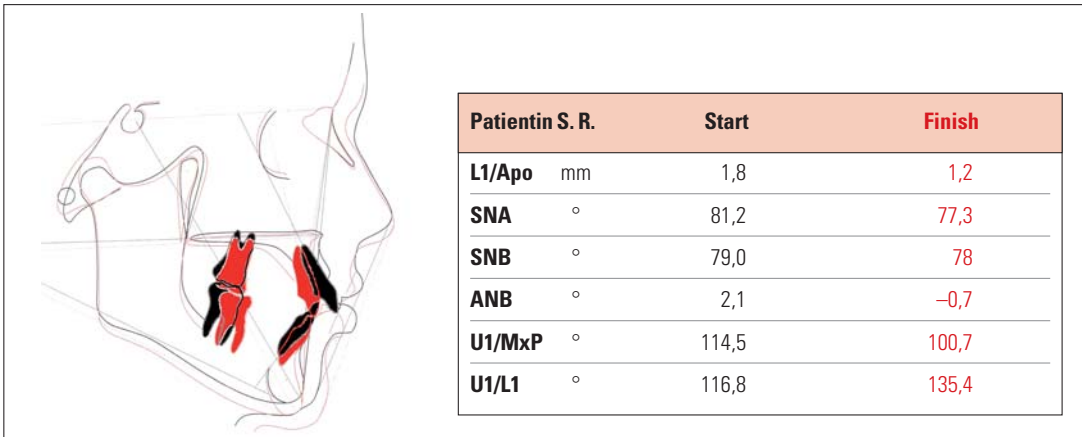 Patientin S. R. Start Finish
L1/Apo mm 1,8 1,2
SNA ° 81,2 77,3
SNB ° 79,0 78
ANB ° 2,1 –0,7
U1/MxP ° 114,5 100,7
U1/L1 ° 116,8 135,4